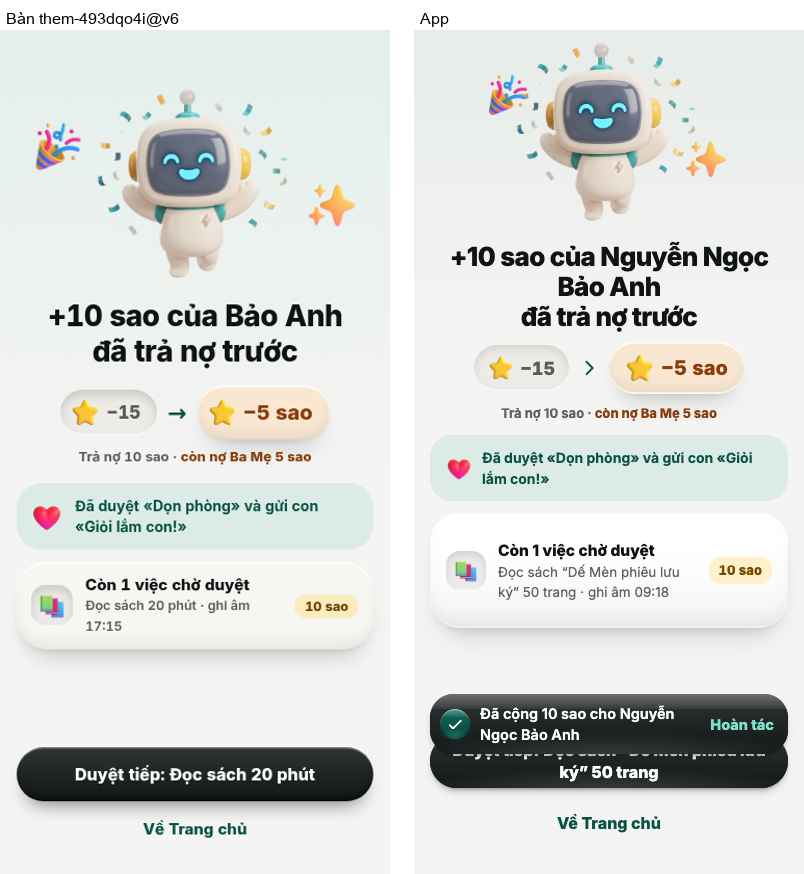 Bản them-493dqo4i@v6
+10 sao của Bảo Anh
đã trả nợ trước
−15
→
−5 sao
Trả nợ 10 sao · còn nợ Ba Mẹ 5 sao
Đã duyệt «Dọn phòng» và gửi con
«Giỏi lắm con!»
Còn 1 việc chờ duyệt
Đọc sách 20 phút · ghi âm
17:15
10 sao
Duyệt tiếp: Đọc sách 20 phút
Về Trang chủ
App
+10 sao của Nguyễn Ngọc
Bảo Anh
đã trả nợ trước
−15
−5 sao
Trả nợ 10 sao · còn nợ Ba Mẹ 5 sao
Đã duyệt «Dọn phòng» và gửi con «Giỏi
lắm con!»
Còn 1 việc chờ duyệt
Đọc sách “Dế Mèn phiêu lưu
ký” 50 trang · ghi âm 09:18
10 sao
Đã cộng 10 sao cho Nguyễn
Ngọc Bảo Anh
Hoàn tác
ký” 50 trang
Về Trang chủ